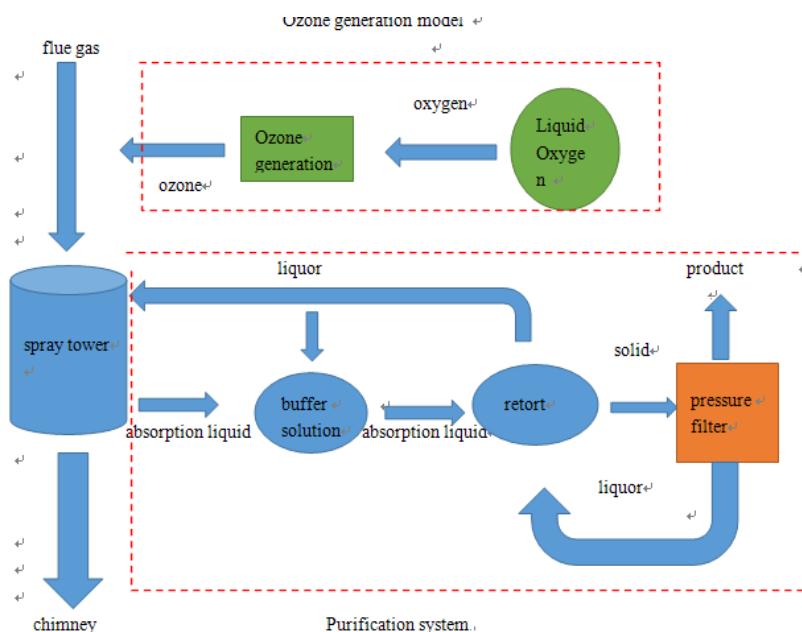 Ozone generation model
flue gas
oxygen
Liquid
Oxyge
n
Ozone
generation
ozone
liquor
product
solid
spray tower
buffer
solution
retort
pressure
filter
absorption liquid
absorption liquid
liquor
chimney
Purification system.